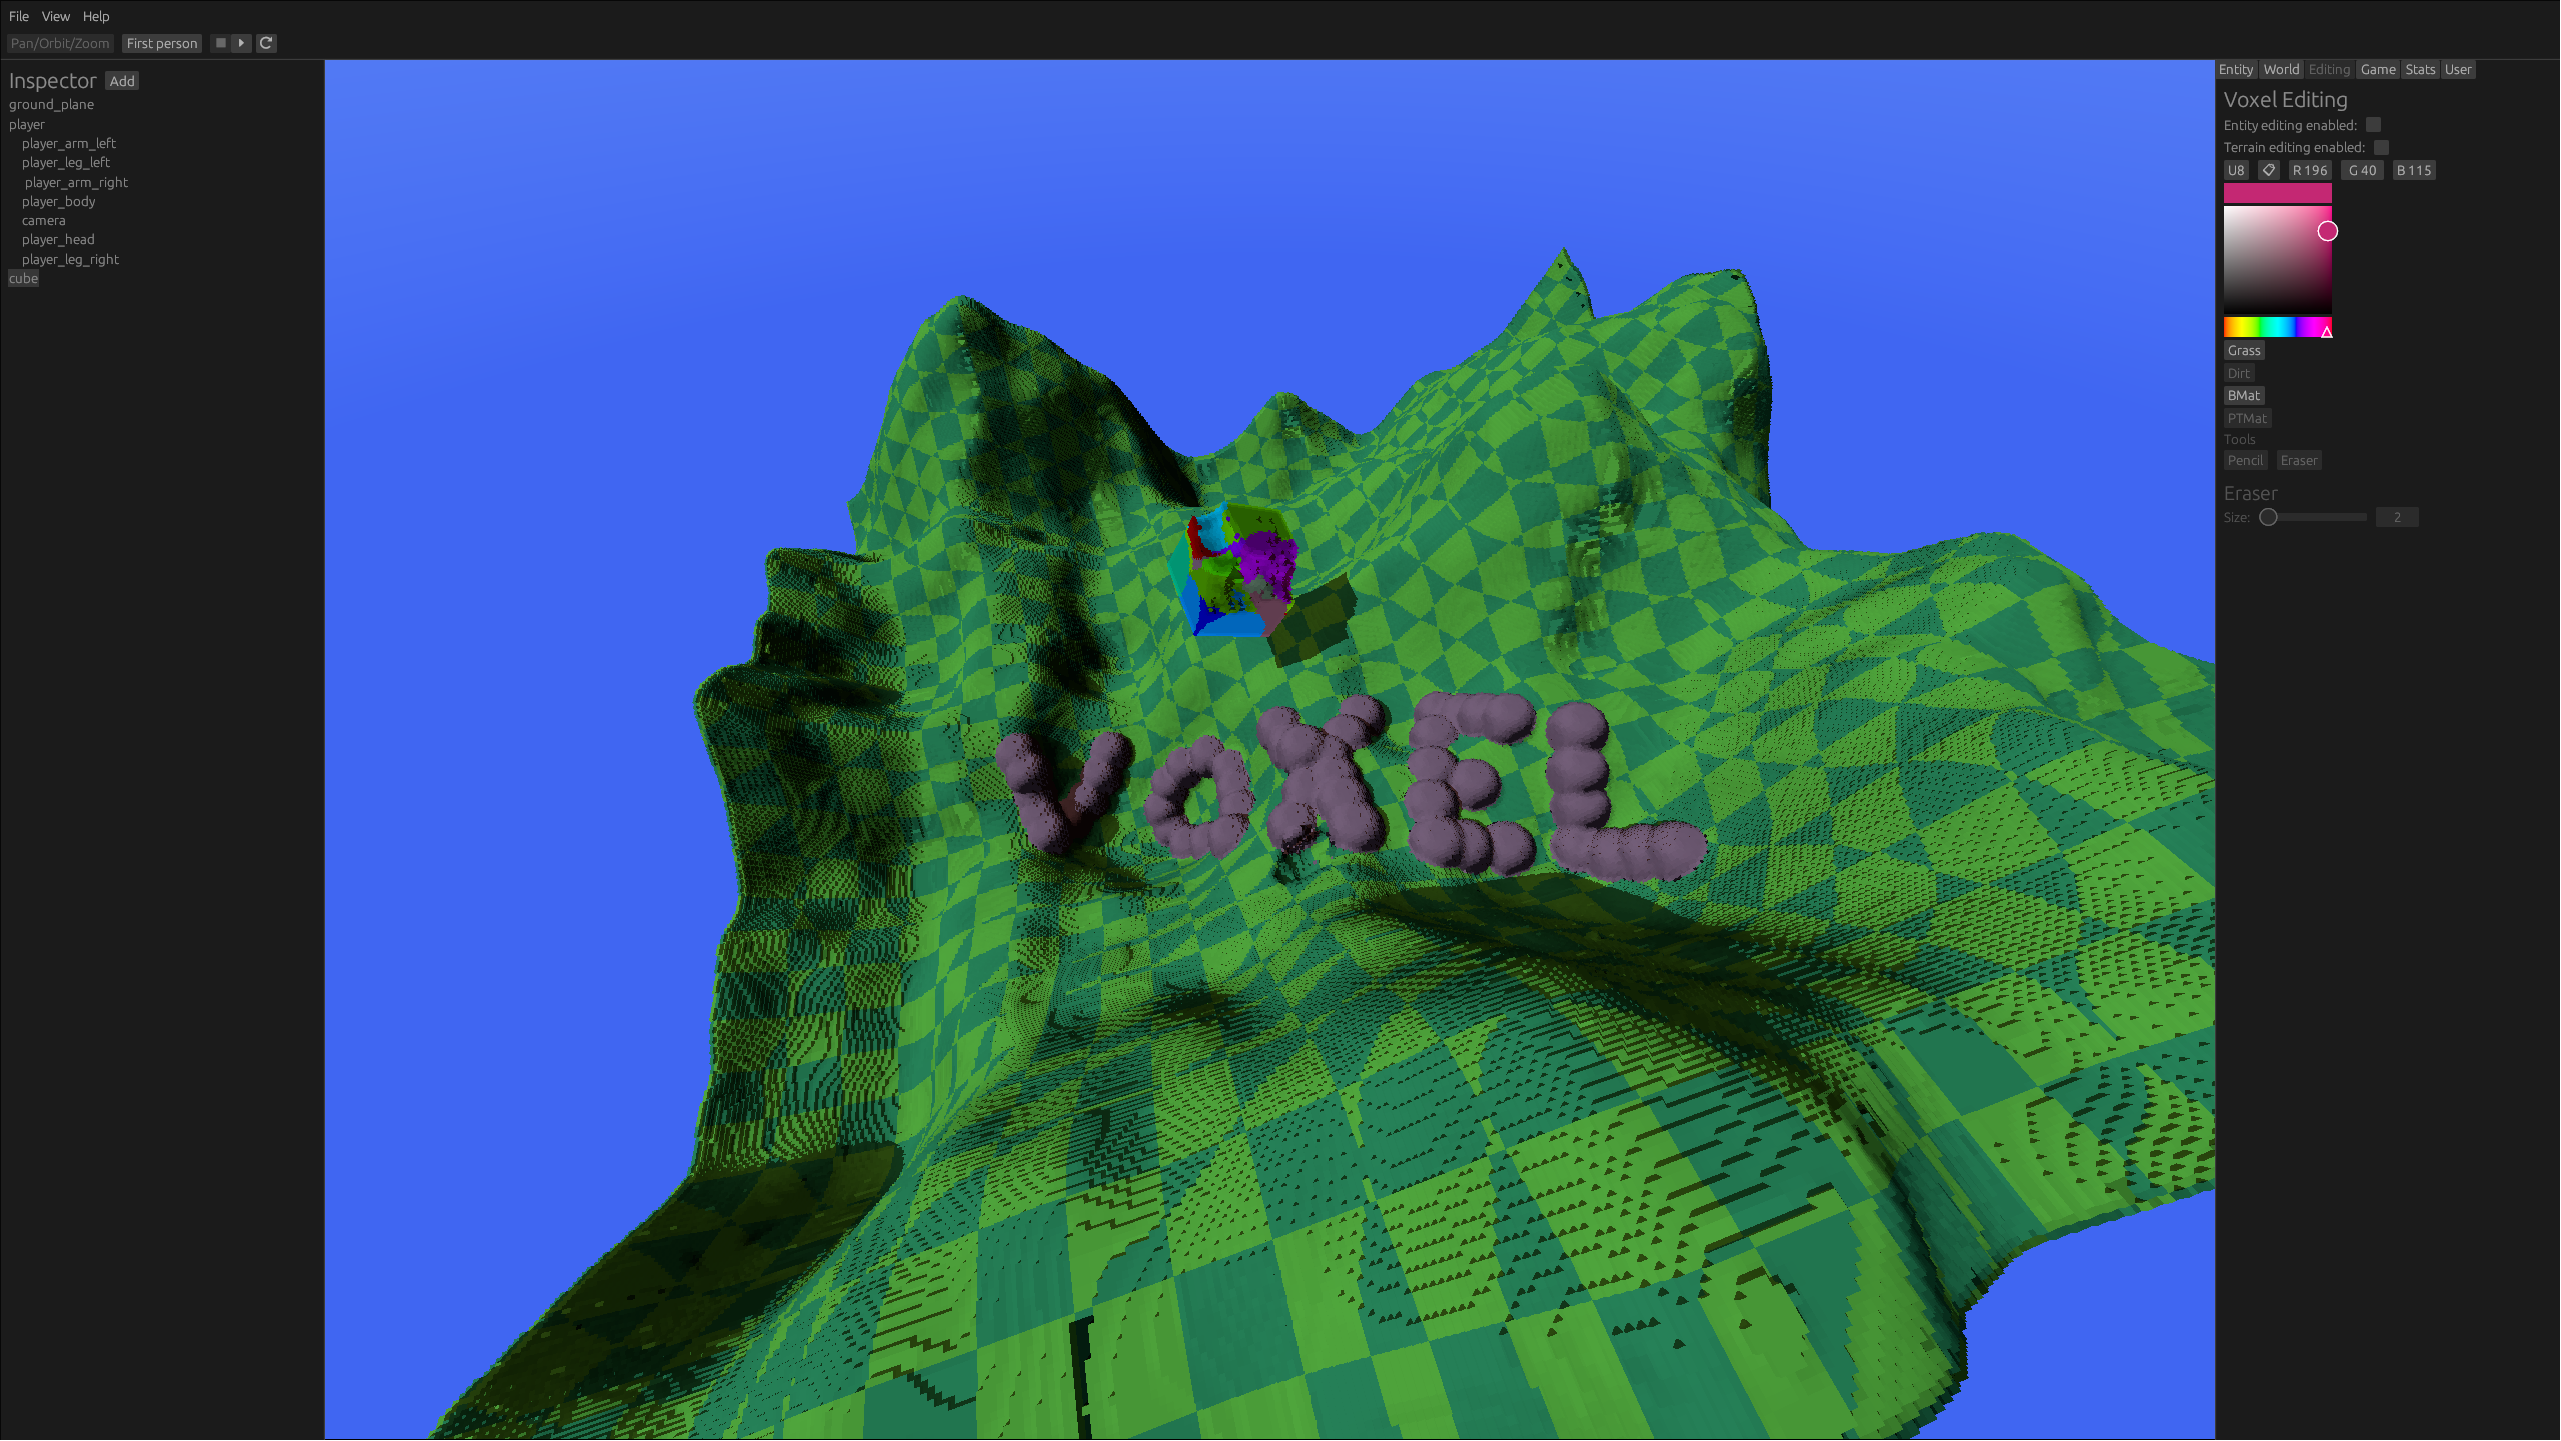 File View Help
Pan/Orbit/Zoom First person
Inspector Add
ground_plane
player
player_arm_left
player_leg_left
player_arm_right
player_body
camera
player_head
player_leg_right
cube
VOXEL
Entity World Editing Game Stats User
Voxel Editing
Entity editing enabled:
Terrain editing enabled:
U8 R 196 G 40 B 115
Grass
Dirt
BMat
PTMat
Tools
Pencil Eraser
Eraser
Size: 2